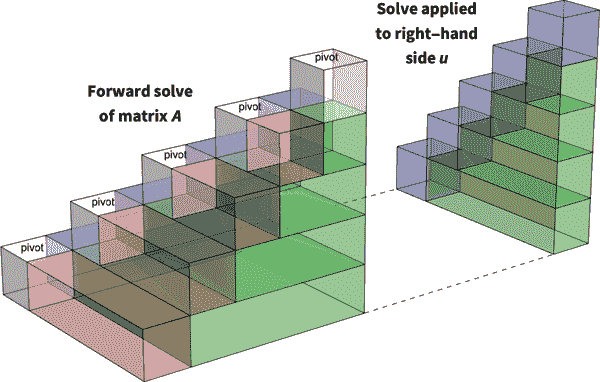 Solve applied
to right–hand
side u
Forward solve
of matrix A
pivot
pivot
pivot
pivot
pivot